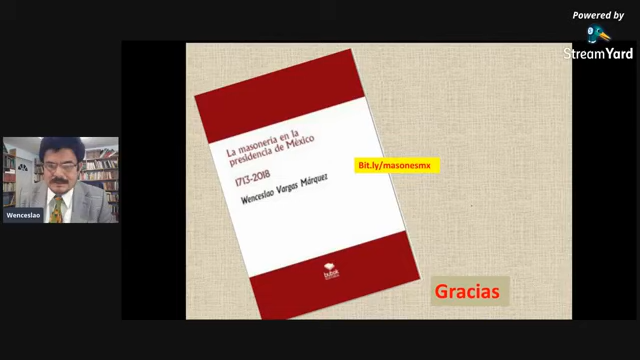 Powered by
StreamYard
La masonería en la
presidencia de México
1713-2018
Wenceslao Vargas Márquez
bubok
Bit.ly/masonesmx
Wenceslao
Gracias